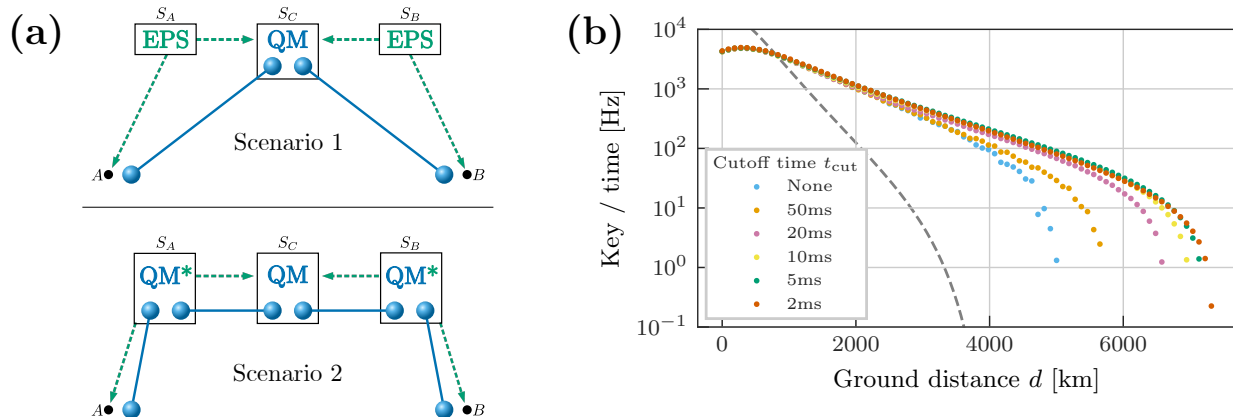 (a)
S_A S_C S_B
EPS QM EPS
Scenario 1
A B
S_A S_C S_B
QM* QM QM*
Scenario 2
A B
(b)
Key / time [Hz]
10^4
10^3
10^2
10^1
10^0
10^−1
Cutoff time t_cut
None
50ms
20ms
10ms
5ms
2ms
0 2000 4000 6000
Ground distance d [km]